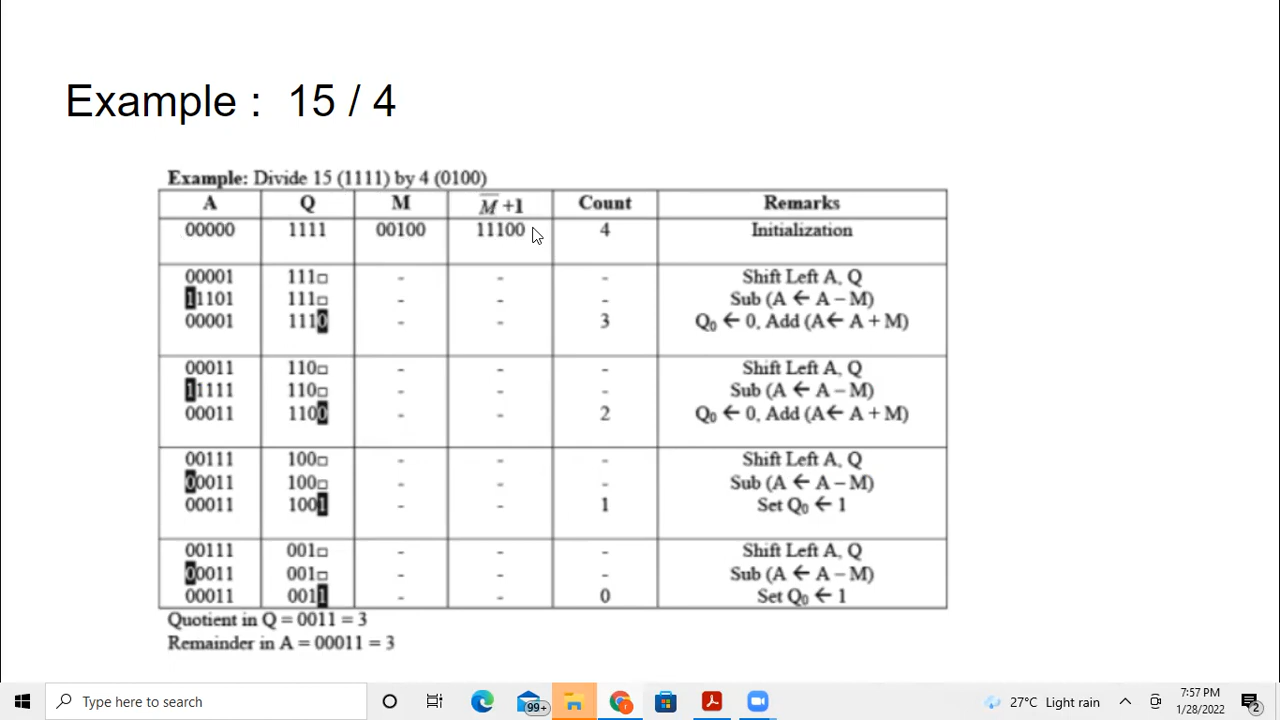 Example : 15 / 4
Example: Divide 15 (1111) by 4 (0100)
A Q M M̅ +1 Count Remarks
00000 1111 00100 11100 4 Initialization
00001 111□ - - - Shift Left A, Q
11101 111□ - - - Sub (A ← A – M)
00001 1110 - - 3 Q₀ ← 0, Add (A← A + M)
00011 110□ - - - Shift Left A, Q
11111 110□ - - - Sub (A ← A – M)
00011 1100 - - 2 Q₀ ← 0, Add (A← A + M)
00111 100□ - - - Shift Left A, Q
00011 100□ - - - Sub (A ← A – M)
00011 1001 - - 1 Set Q₀ ← 1
00111 001□ - - - Shift Left A, Q
00011 001□ - - - Sub (A ← A – M)
00011 0011 - - 0 Set Q₀ ← 1
Quotient in Q = 0011 = 3
Remainder in A = 00011 = 3
Type here to search
99+
27°C Light rain
7:57 PM
1/28/2022
2